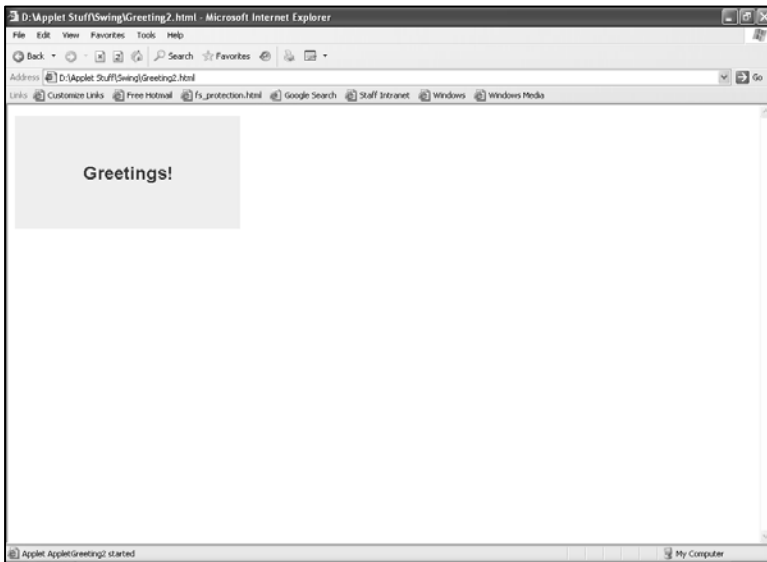 D:\Applet Stuff\Swing\Greeting2.html - Microsoft Internet Explorer
File Edit View Favorites Tools Help
Back Search Favorites
Address D:\Applet Stuff\Swing\Greeting2.html Go
Links Customize Links Free Hotmail fs_protection.html Google Search Staff Intranet Windows Windows Media
Greetings!
Applet AppletGreeting2 started My Computer